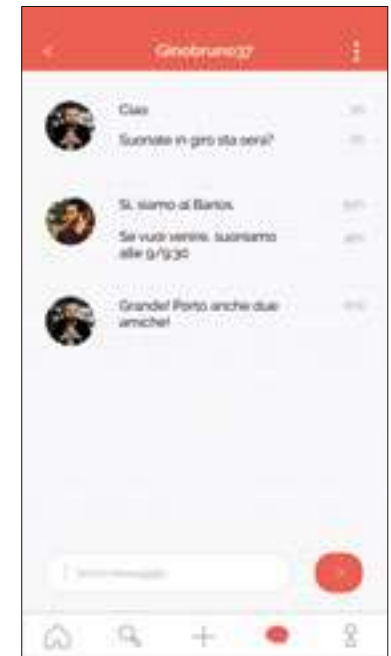 Ginobruno37
Ciao
Suonate in giro sta sera?
Si, siamo al Barrios
Se vuoi venire, suoniamo
alle 9/9:30
Grande! Porto anche due
amiche!